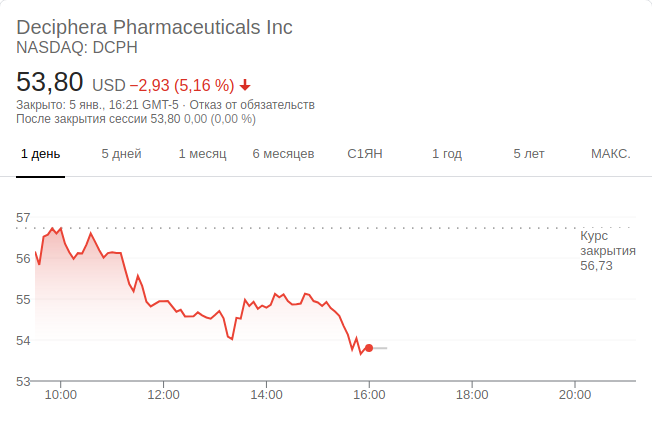 Deciphera Pharmaceuticals Inc
NASDAQ: DCPH
53,80 USD −2,93 (5,16 %)
Закрыто: 5 янв., 16:21 GMT-5 · Отказ от обязательств
После закрытия сессии 53,80 0,00 (0,00 %)
1 день 5 дней 1 месяц 6 месяцев С1ЯН 1 год 5 лет МАКС.
57
Курс
закрытия
56,73
56
55
54
53
10:00 12:00 14:00 16:00 18:00 20:00